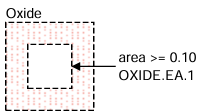 Oxide
area >= 0.10
OXIDE.EA.1